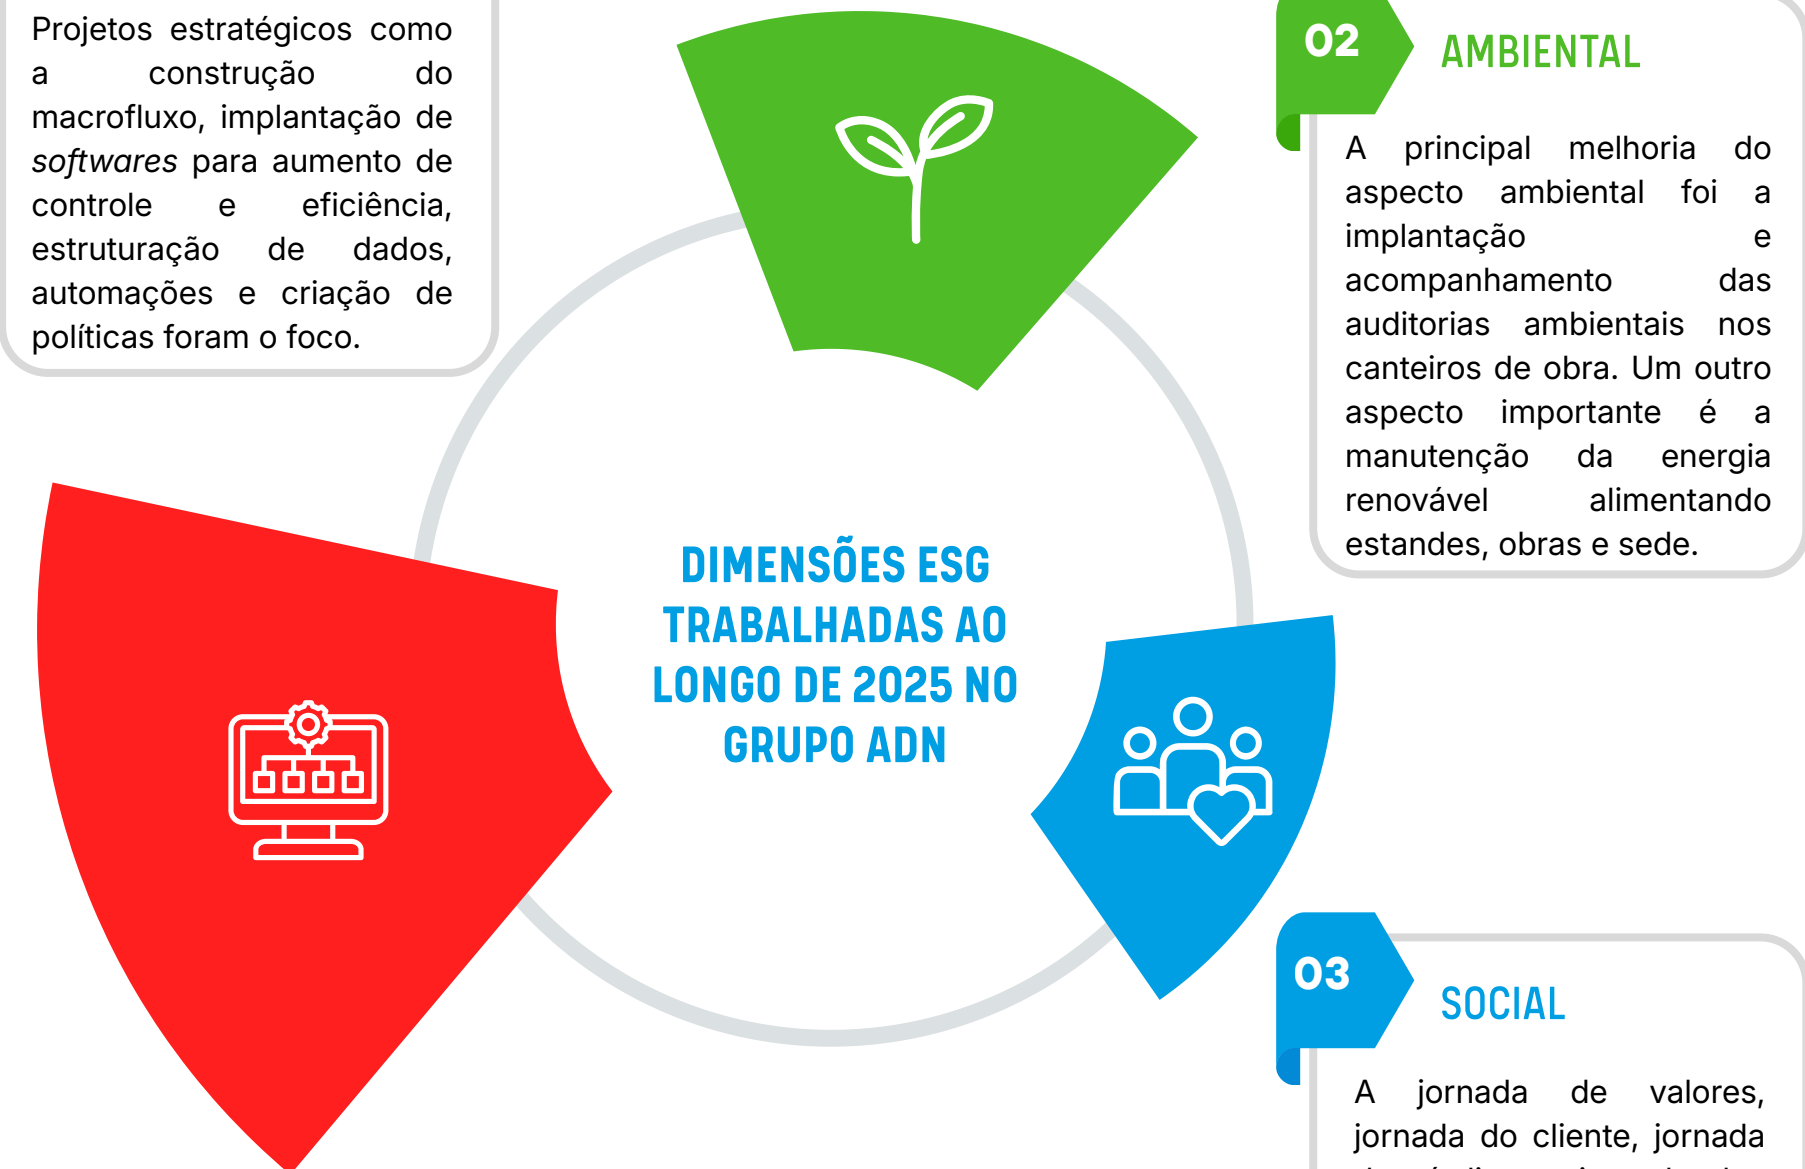 Projetos estratégicos como
a construção do
macrofluxo, implantação de
softwares para aumento de
controle e eficiência,
estruturação de dados,
automações e criação de
políticas foram o foco.
02
AMBIENTAL
A principal melhoria do
aspecto ambiental foi a
implantação e
acompanhamento das
auditorias ambientais nos
canteiros de obra. Um outro
aspecto importante é a
manutenção da energia
renovável alimentando
estandes, obras e sede.
DIMENSÕES ESG
TRABALHADAS AO
LONGO DE 2025 NO
GRUPO ADN
03
SOCIAL
A jornada de valores,
jornada do cliente, jornada